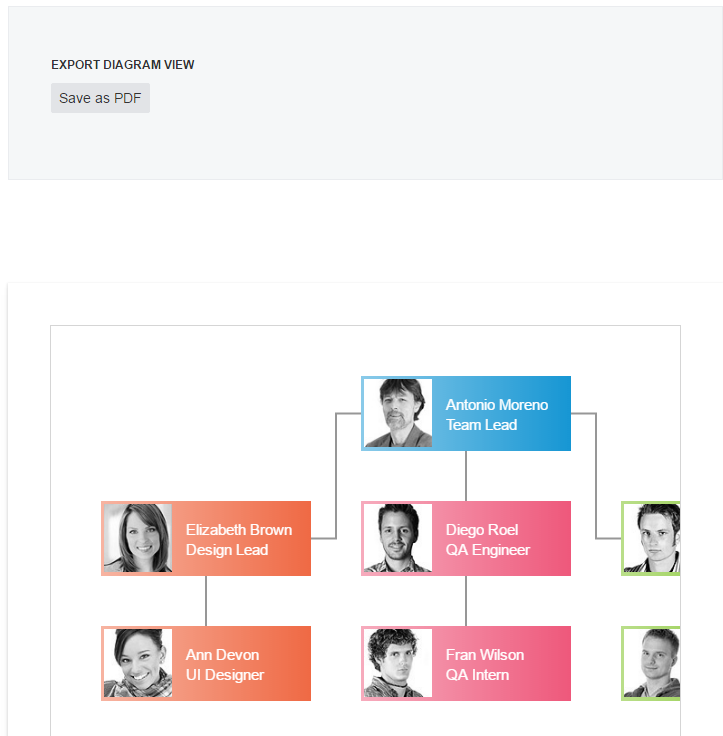 EXPORT DIAGRAM VIEW
Save as PDF
Antonio Moreno
Team Lead
Elizabeth Brown
Design Lead
Diego Roel
QA Engineer
Ann Devon
UI Designer
Fran Wilson
QA Intern